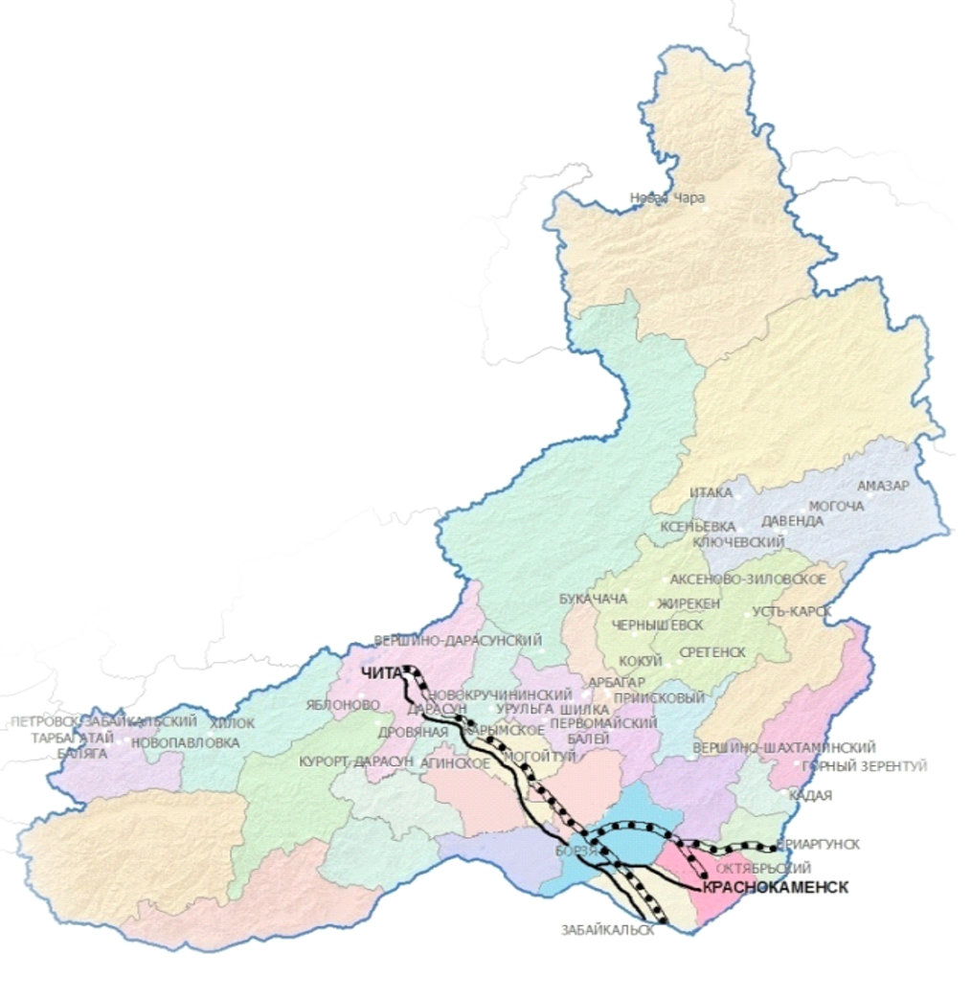 Новая Чара
АМАЗАР
ИТАКА
МОГОЧА
ДАВЕНДА
КСЕНЬЕВКА
КЛЮЧЕВСКИЙ
АКСЕНОВО-ЗИЛОВСКОЕ
БУКАЧАЧА
ЖИРЕКЕН
УСТЬ-КАРСК
ЧЕРНЫШЕВСК
ВЕРШИНО-ДАРАСУНСКИЙ
СРЕТЕНСК
КОКУЙ
ЧИТА
АРБАГАР
НОВОКРУЧИНИНСКИЙ
ПРИИСКОВЫЙ
ЯБЛОНОВО
ДАРАСУН
УРУЛЬГА
ШИЛКА
ПЕТРОВСК-ЗАБАЙКАЛЬСКИЙ
ХИЛОК
ПЕРВОМАЙСКИЙ
ДРОВЯНАЯ
КАРЫМСКОЕ
ТАРБАГАТАЙ
НОВОПАВЛОВКА
БАЛЕЙ
ВЕРШИНО-ШАХТАМИНСКИЙ
БАЛЯГА
МОГОЙТУЙ
КУРОРТ-ДАРАСУН
АГИНСКОЕ
ГОРНЫЙ ЗЕРЕНТУЙ
КАДАЯ
ПРИАРГУНСК
БОРЗЯ
ОКТЯБРЬСКИЙ
КРАСНОКАМЕНСК
ЗАБАЙКАЛЬСК